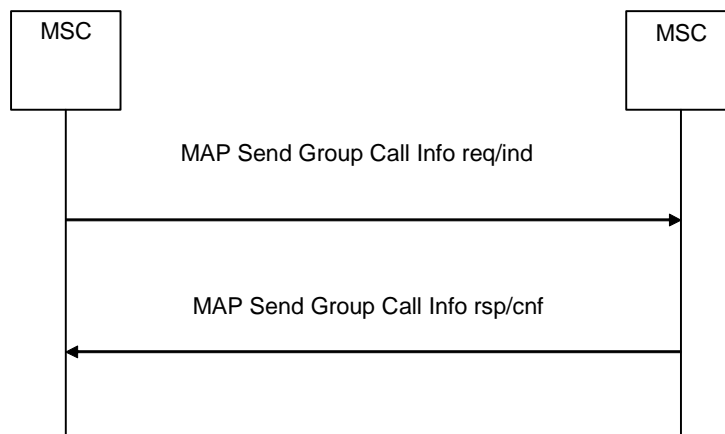 MSC
MSC
MAP Send Group Call Info req/ind
MAP Send Group Call Info rsp/cnf